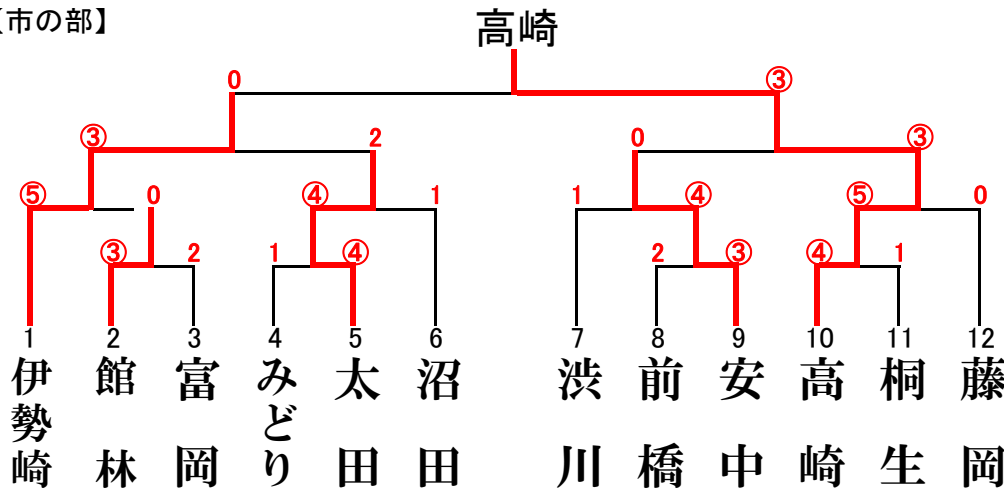 【市の部】
高崎
0 ③
③ 2 0 ③
⑤ 0 ④ 1 1 ④ ⑤ 0
③ 2 1 ④ 2 ③ ④ 1
1 2 3 4 5 6 7 8 9 10 11 12
伊勢崎
館林
富岡
みどり
太田
沼田
渋川
前橋
安中
高崎
桐生
藤岡